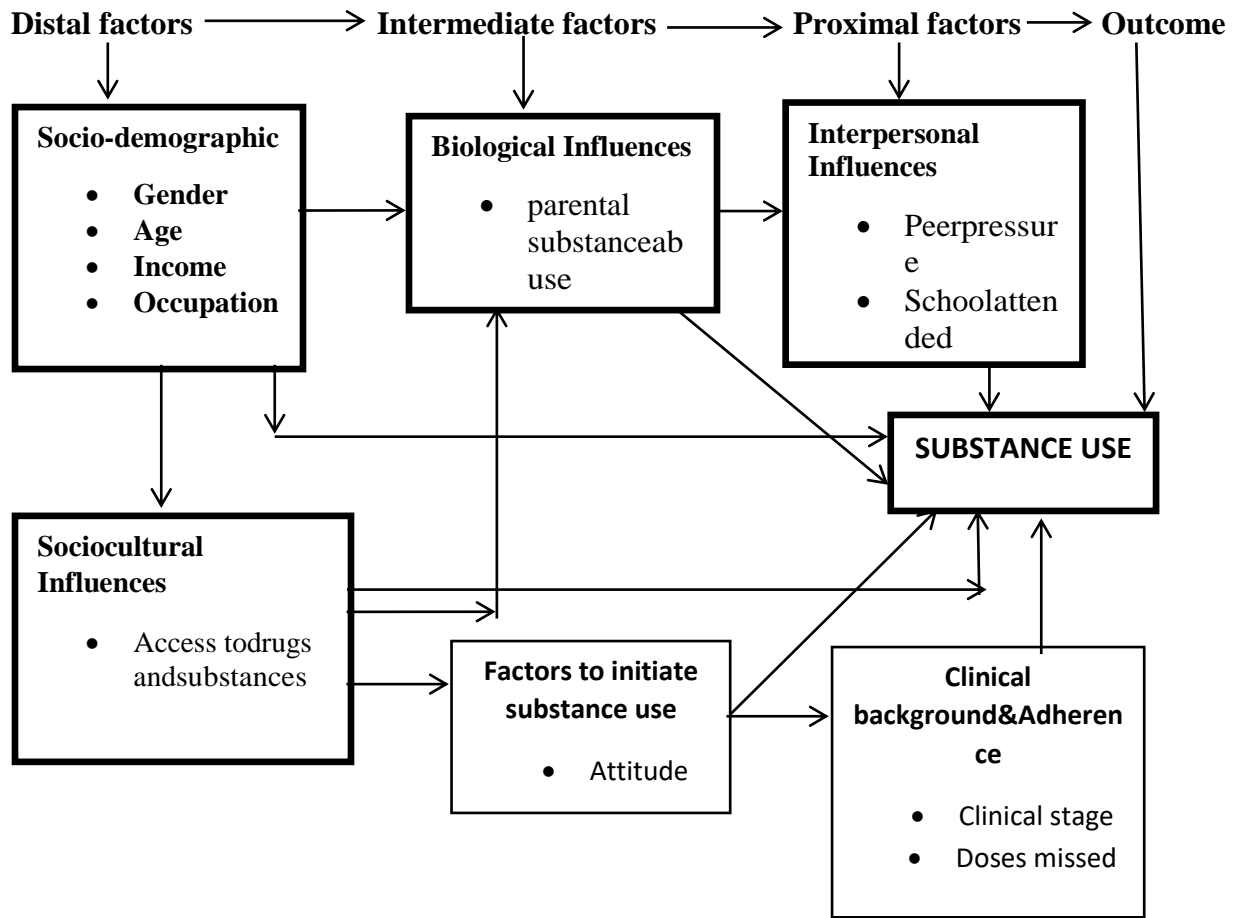 Distal factors
Intermediate factors
Proximal factors
Outcome
Socio-demographic
• Gender
• Age
• Income
• Occupation
Biological Influences
• parental
substanceab
use
Interpersonal
Influences
• Peerpressur
e
• Schoolatten
ded
SUBSTANCE USE
Sociocultural
Influences
• Access todrugs
andsubstances
Factors to initiate
substance use
• Attitude
Clinical
background&Adheren
ce
• Clinical stage
• Doses missed